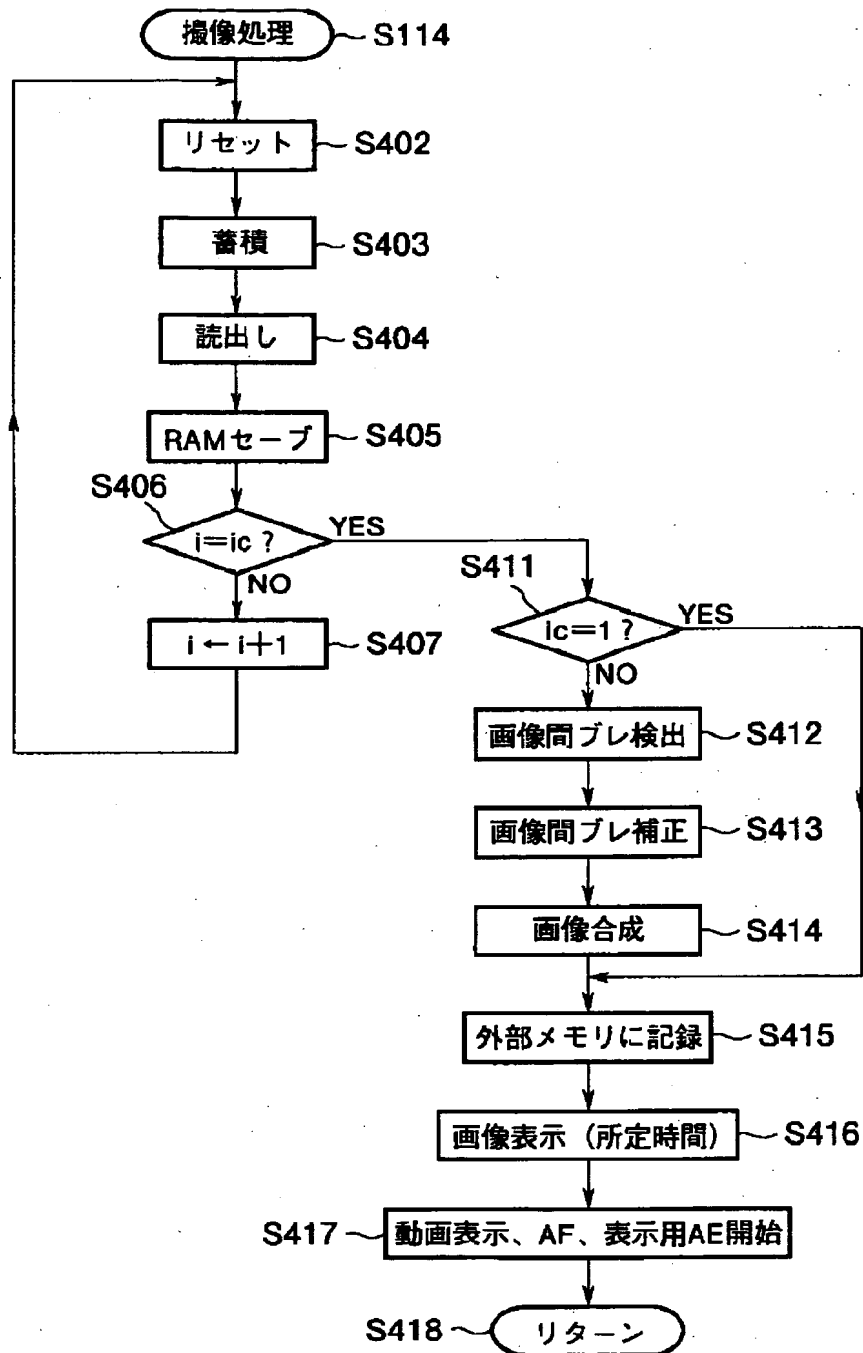 撮像処理 S114
リセット S402
蓄積 S403
読出し S404
RAMセーブ S405
S406
i=ic ? YES
NO
i←i+1 S407
S411
ic=1 ? YES
NO
画像間ブレ検出 S412
画像間ブレ補正 S413
画像合成 S414
外部メモリに記録 S415
画像表示（所定時間） S416
S417 動画表示、AF、表示用AE開始
S418 リターン